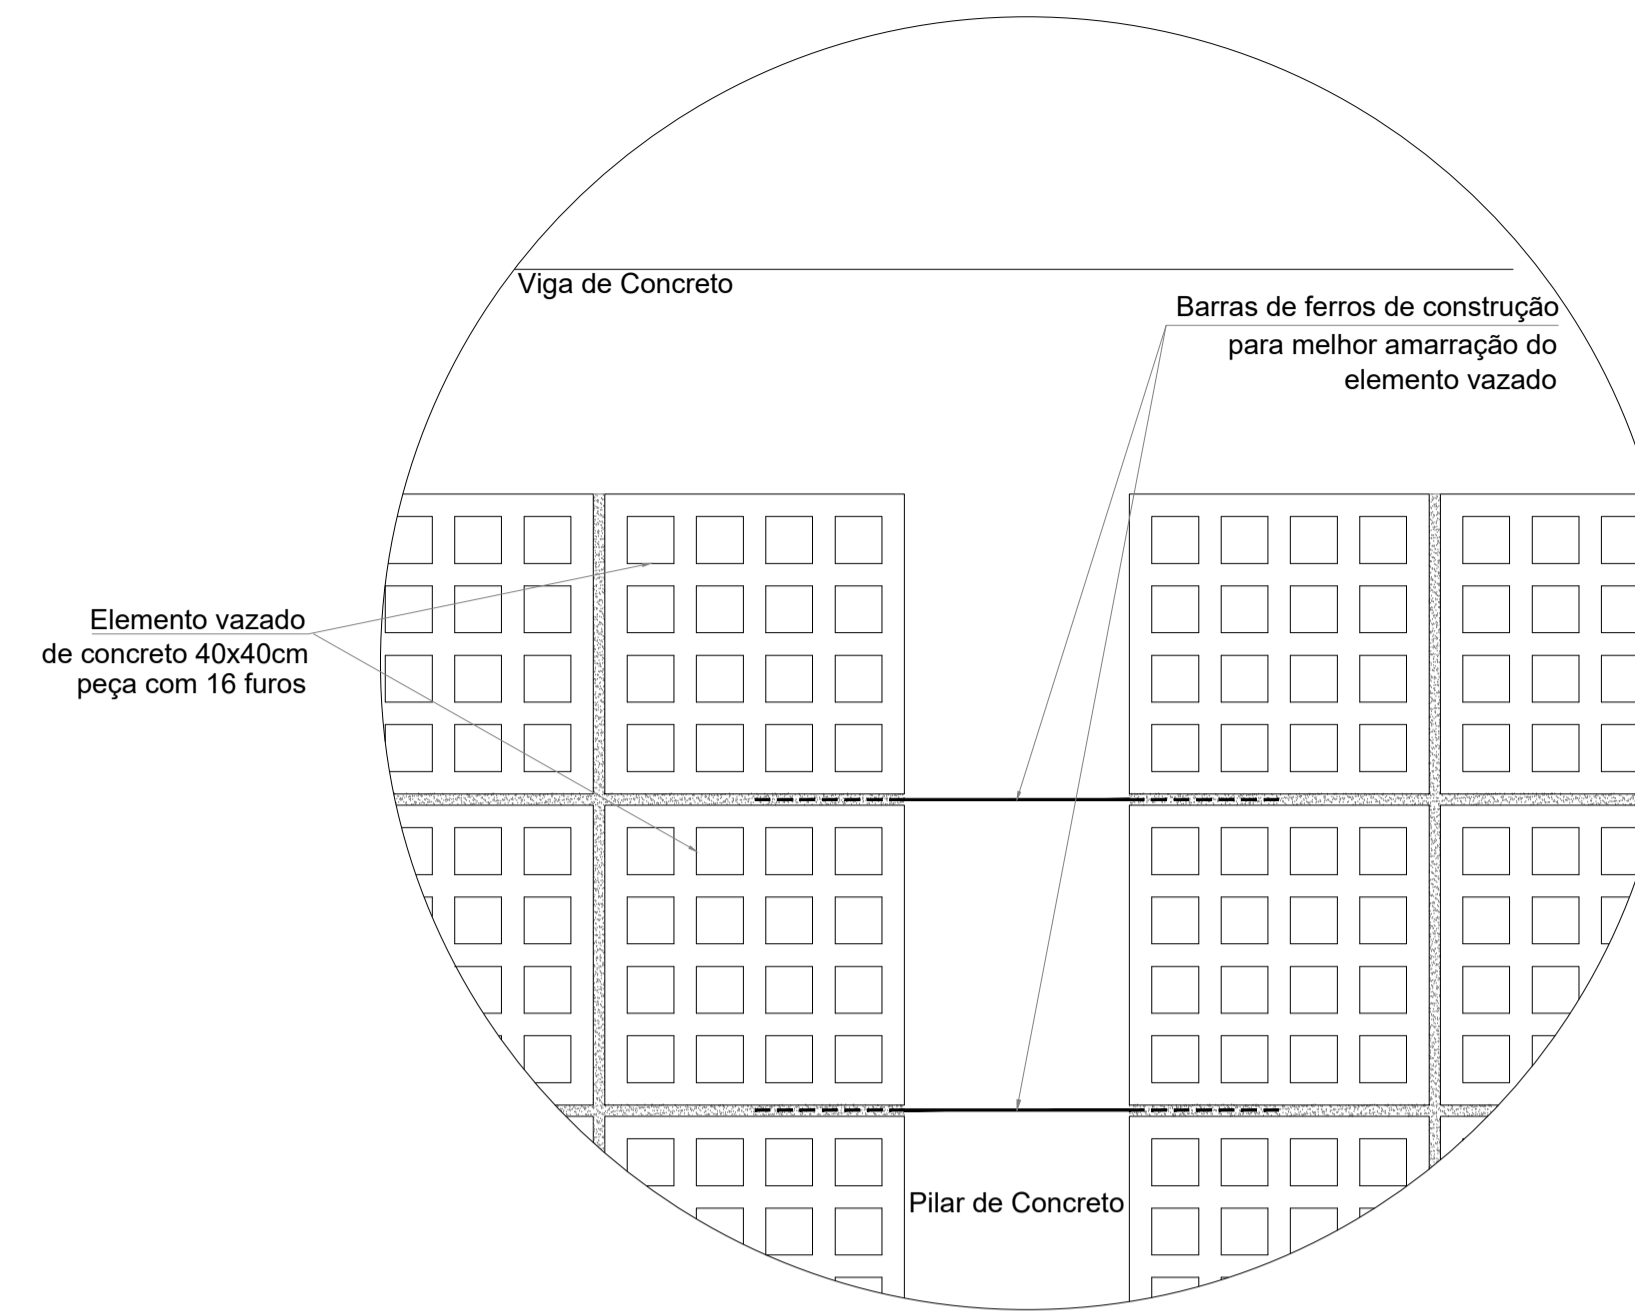 Viga de Concreto
Barras de ferros de construção
para melhor amarração do
elemento vazado
Elemento vazado
de concreto 40x40cm
peça com 16 furos
Pilar de Concreto